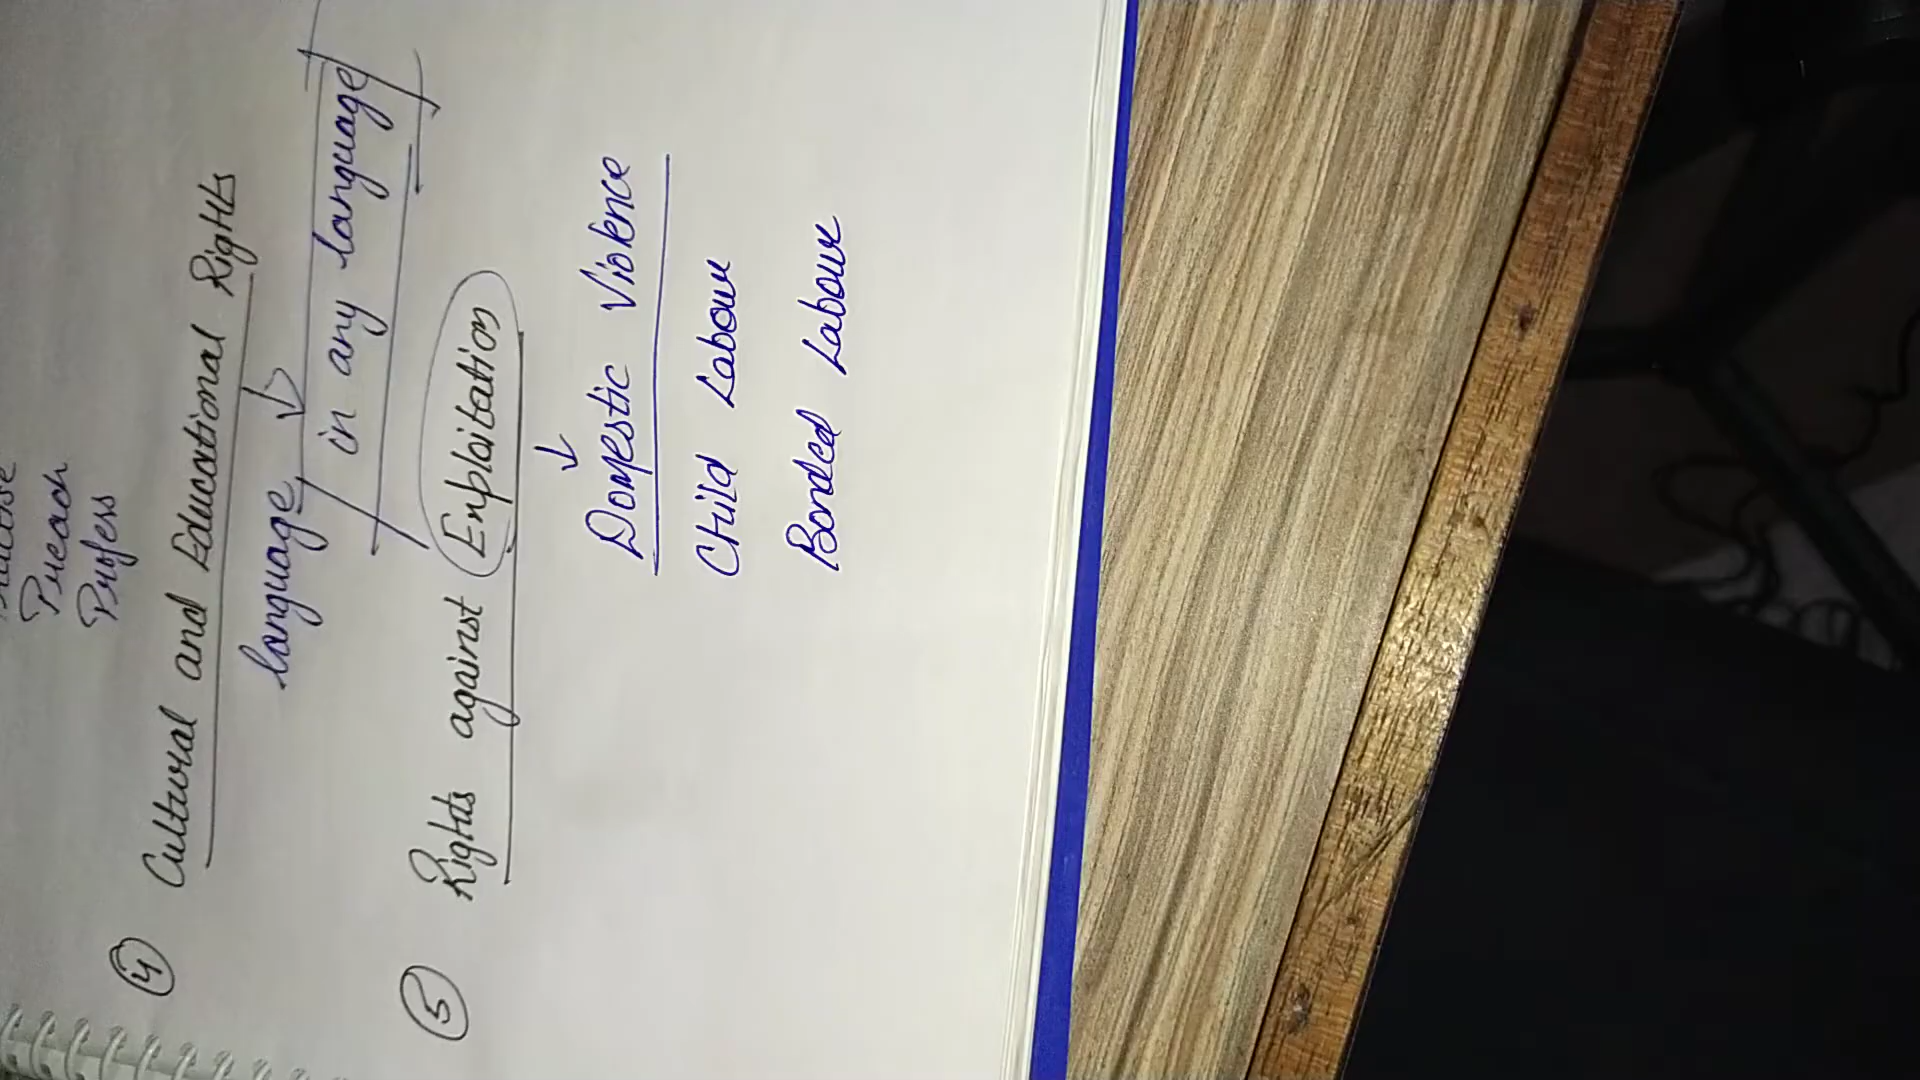 Preach
Profess
④ Cultural and Educational Rights
language ↓
in any language
⑤ Rights against Enploitation
↓
Domestic Violence
Child Labour
Bonded Labour